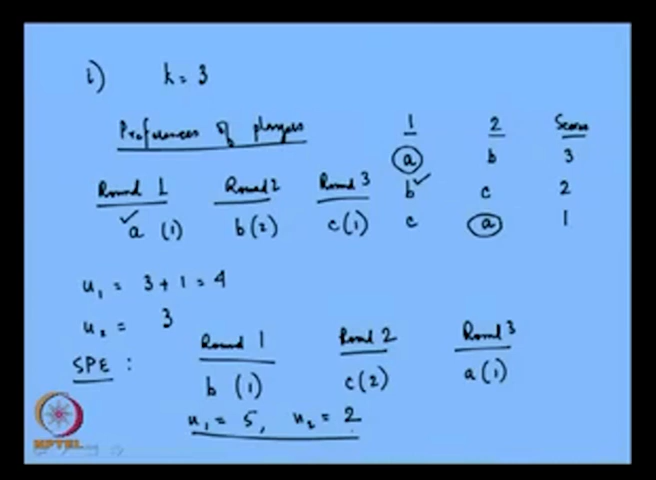 i) k = 3
Preferences of players 1 2 Score
a b 3
Round 1 Round 2 Round 3 b c 2
a (1) b(2) c(1) c a 1
u₁ = 3 + 1 = 4
u₂ = 3
SPE : Round 1 Round 2 Round 3
b (1) c(2) a(1)
u₁ = 5, u₂ = 2
NPTEL